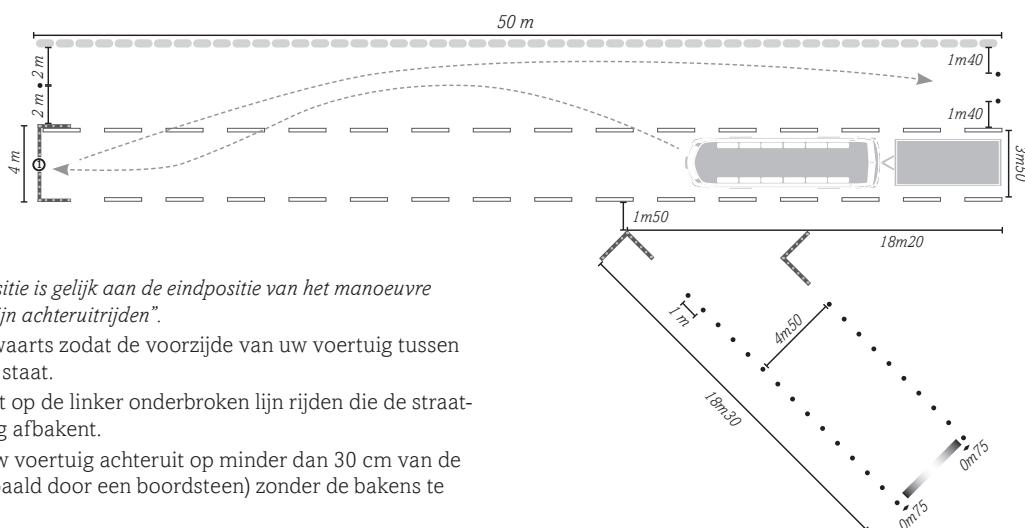 50 m
2 m
2 m
4 m
1
1m40
1m40
3m50
1m50
18m20
sitie is gelijk aan de eindpositie van het manoeuvre
ijn achteruitrijden”.
waarts zodat de voorzijde van uw voertuig tussen
staat.
t op de linker onderbroken lijn rijden die de straat-
g afbakent.
w voertuig achteruit op minder dan 30 cm van de
paald door een boordsteen) zonder de bakens te
1 m
4m50
18m30
0m75
0m75